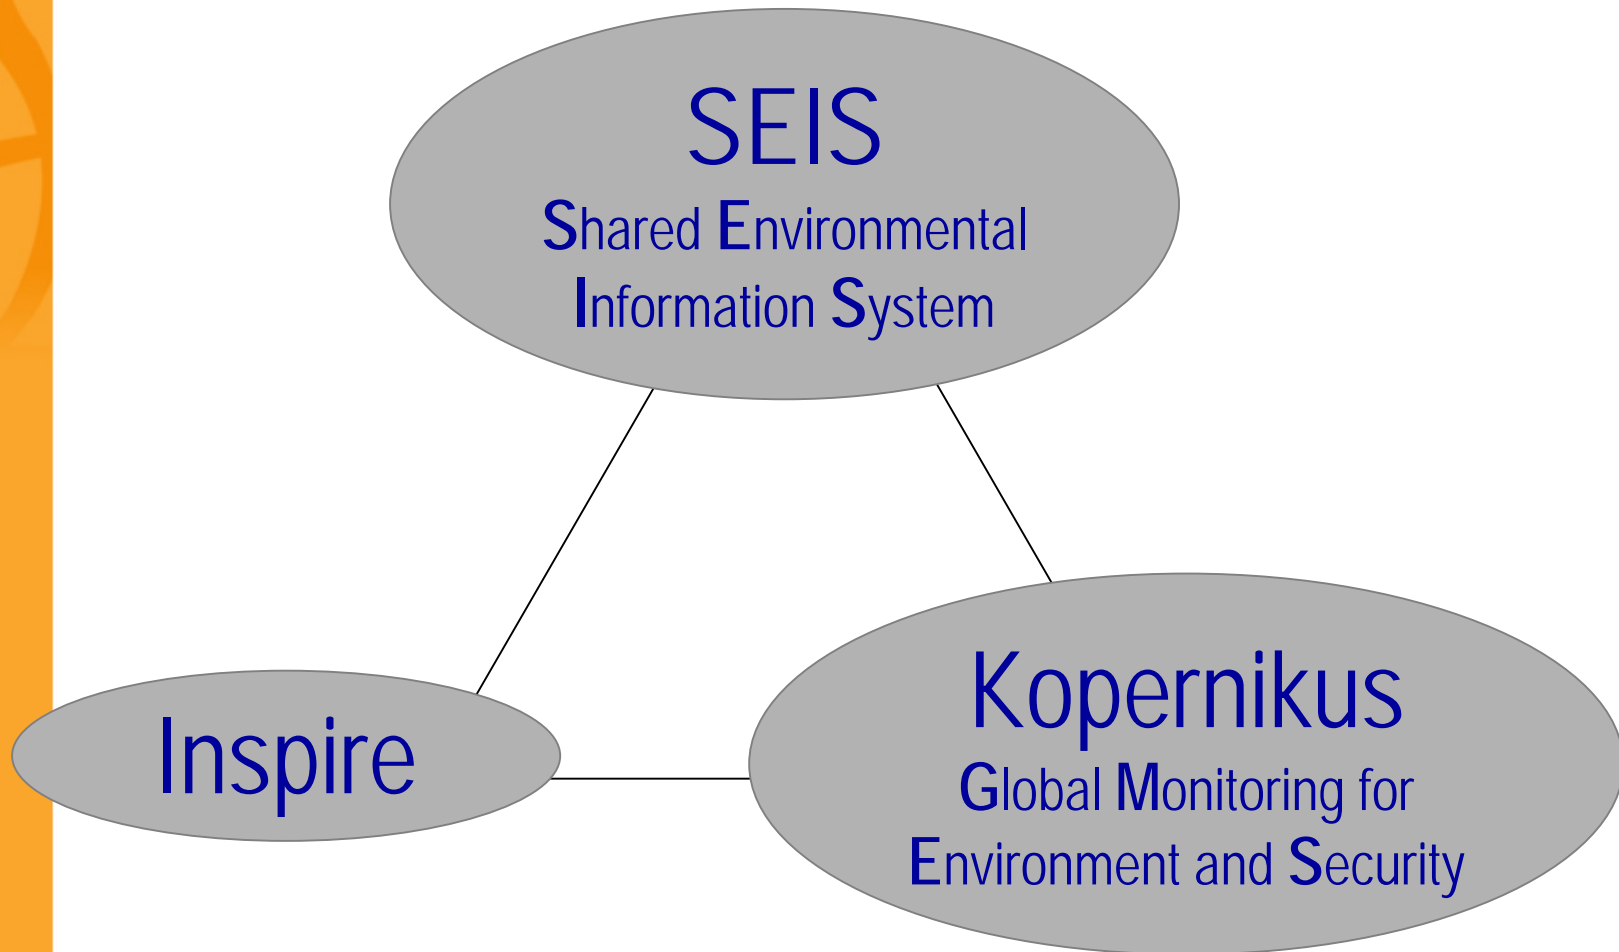 SEIS
Shared Environmental
Information System
Inspire
Kopernikus
Global Monitoring for
Environment and Security